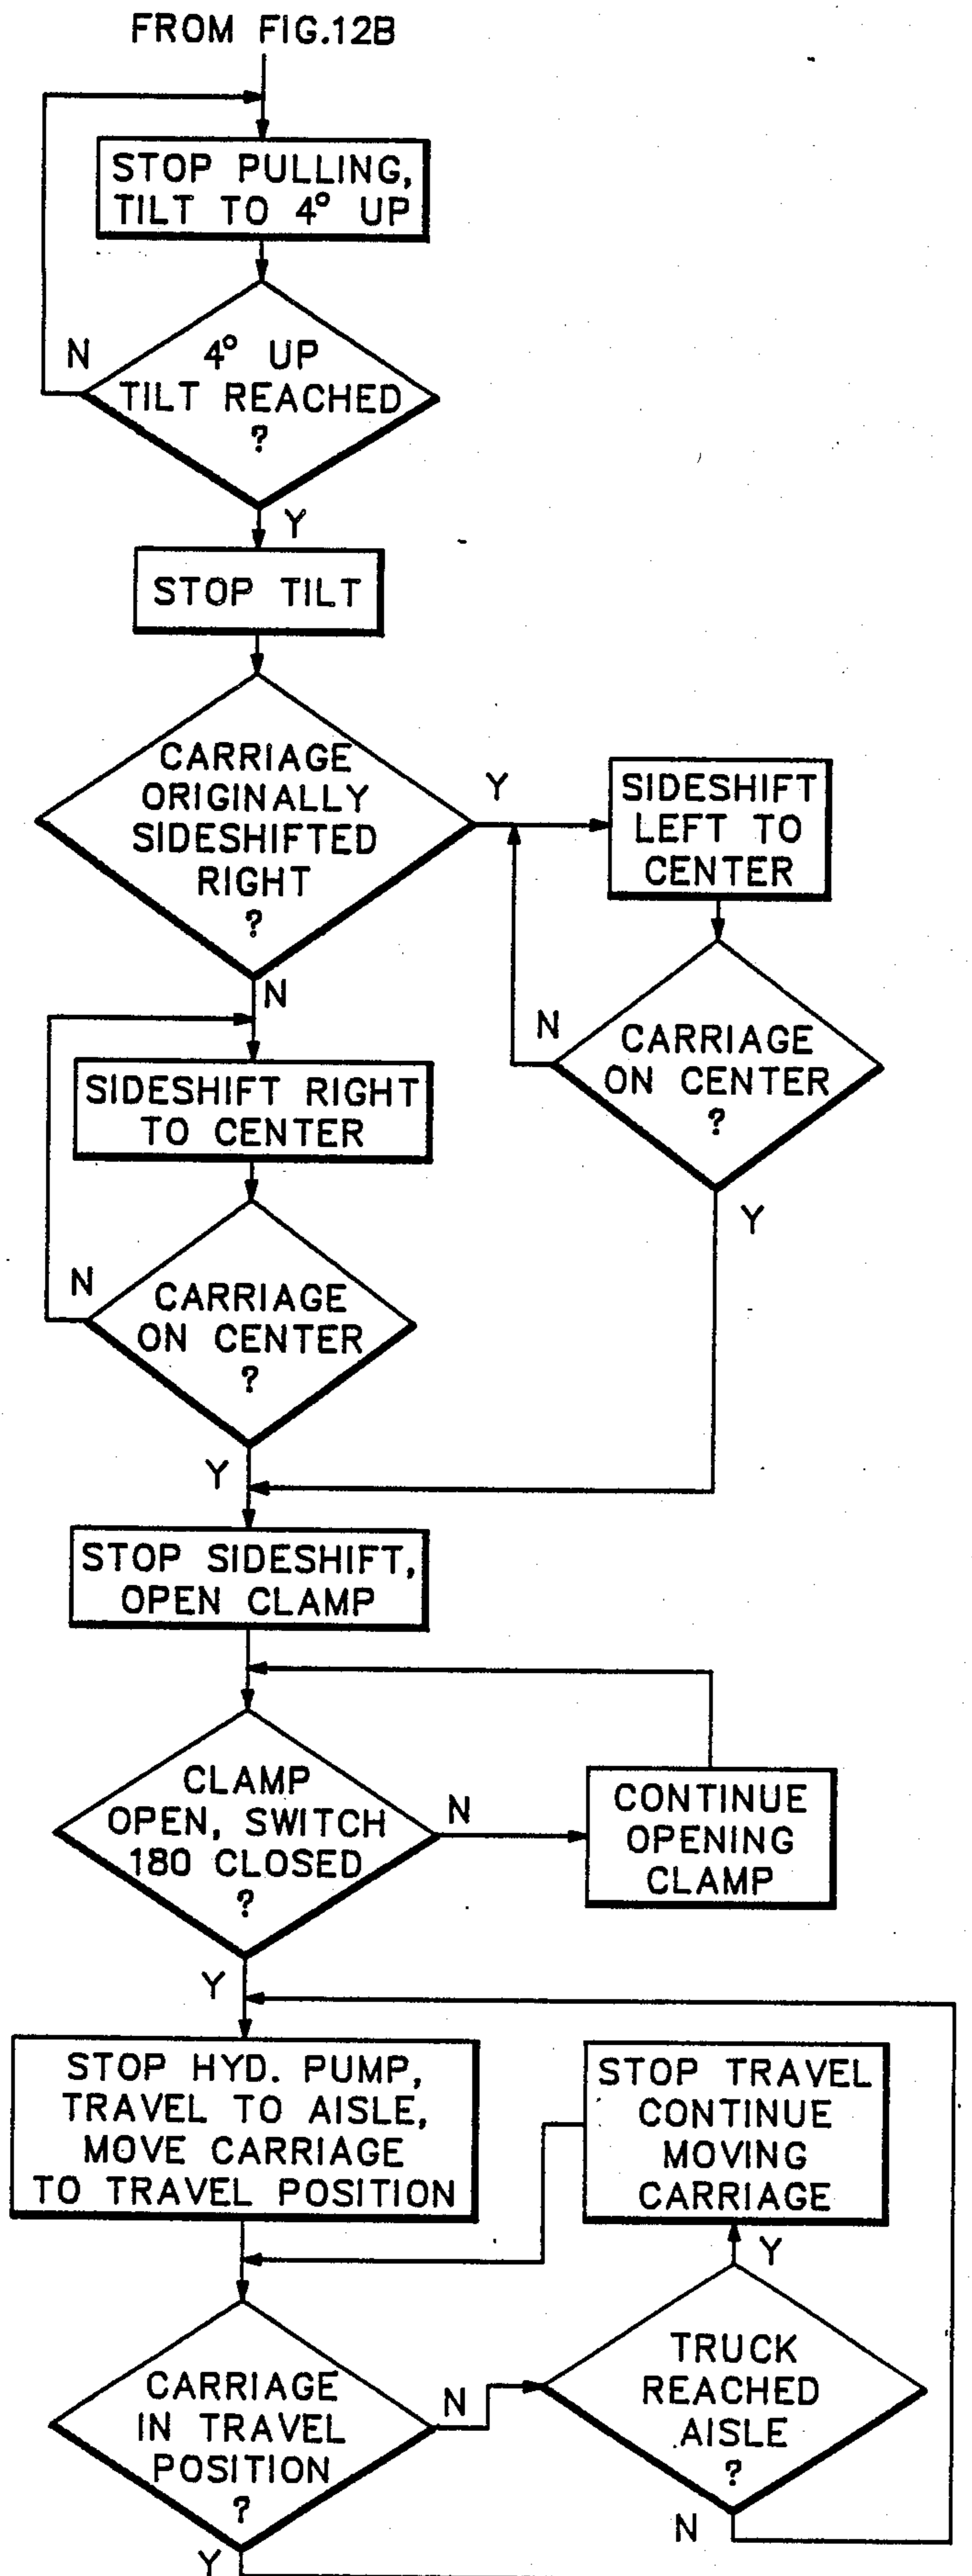 FROM FIG.12B
STOP PULLING,
TILT TO 4° UP
4° UP
TILT REACHED
?
N
Y
STOP TILT
CARRIAGE
ORIGINALLY
SIDESHIFTED
RIGHT
?
Y
SIDESHIFT
LEFT TO
CENTER
N
N
CARRIAGE
ON CENTER
?
Y
SIDESHIFT RIGHT
TO CENTER
N
CARRIAGE
ON CENTER
?
Y
STOP SIDESHIFT,
OPEN CLAMP
CLAMP
OPEN, SWITCH
180 CLOSED
?
N
CONTINUE
OPENING
CLAMP
Y
STOP HYD. PUMP,
TRAVEL TO AISLE,
MOVE CARRIAGE
TO TRAVEL POSITION
STOP TRAVEL
CONTINUE
MOVING
CARRIAGE
Y
CARRIAGE
IN TRAVEL
POSITION
?
N
TRUCK
REACHED
AISLE
?
N
Y